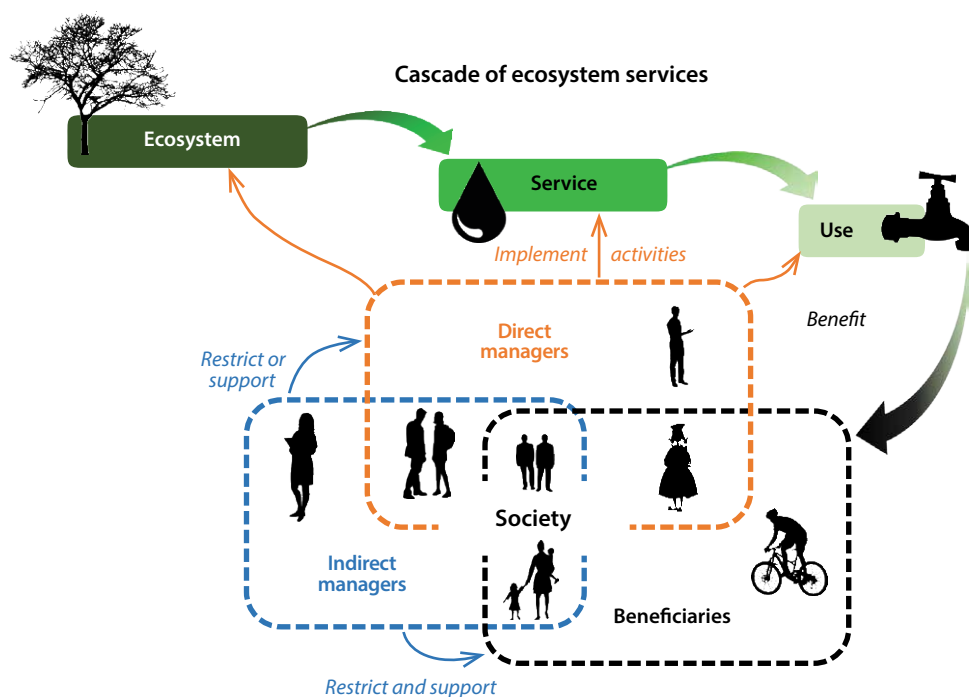 Cascade of ecosystem services
Ecosystem
Service
Use
Implement activities
Benefit
Direct
managers
Restrict or
support
Society
Indirect
managers
Beneficiaries
Restrict and support